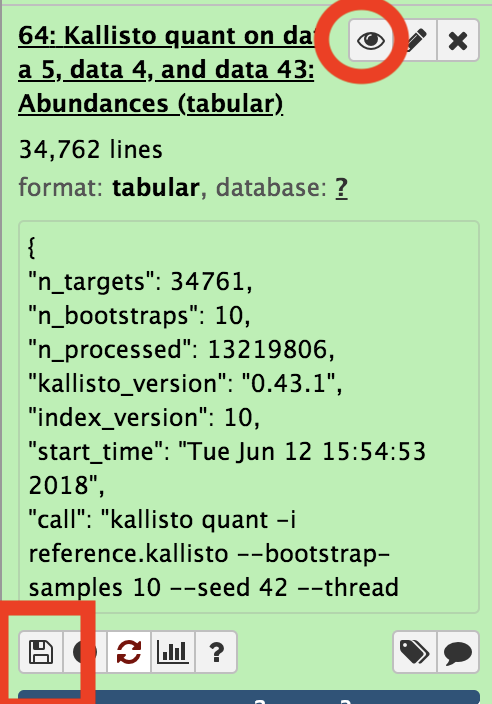 64: Kallisto quant on dat
a 5, data 4, and data 43:
Abundances (tabular)
34,762 lines
format: tabular, database: ?
{
"n_targets": 34761,
"n_bootstraps": 10,
"n_processed": 13219806,
"kallisto_version": "0.43.1",
"index_version": 10,
"start_time": "Tue Jun 12 15:54:53
2018",
"call": "kallisto quant -i
reference.kallisto --bootstrap-
samples 10 --seed 42 --thread
?